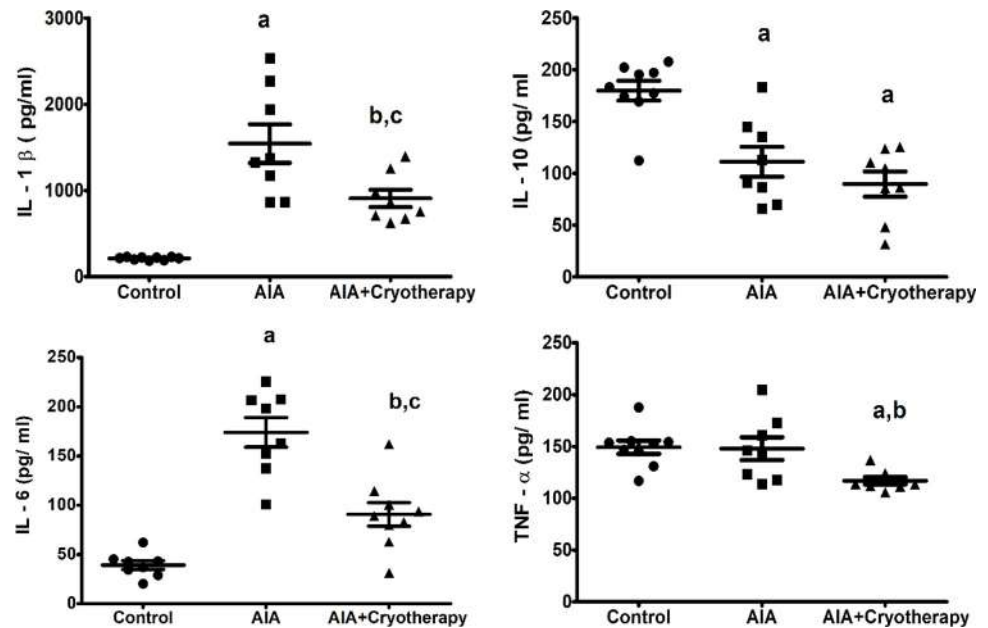 3000
2000
1000
0
IL - 1 β ( pg/ml)
a
b,c
Control
AIA
AIA+Cryotherapy
250
200
150
100
50
0
IL - 10 (pg/ ml)
a
a
Control
AIA
AIA+Cryotherapy
250
200
150
100
50
0
IL - 6 (pg/ ml)
a
b,c
Control
AIA
AIA+Cryotherapy
250
200
150
100
50
0
TNF - α (pg/ ml)
a,b
Control
AIA
AIA+Cryotherapy